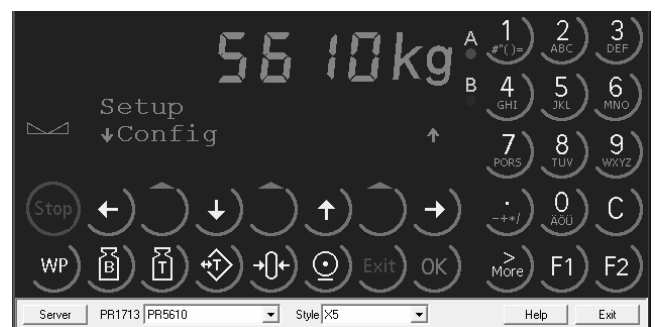 5610kg
A
B
Setup
↓Config ↑
1 #"()= 2 ABC 3 DEF
4 GHI 5 JKL 6 MNO
7 PQRS 8 TUV 9 WXYZ
. -+*/ 0 ÄÖÜ C
Stop ← ↓ ↑ →
WP B T T 0 Exit OK > More F1 F2
Server PR1713 PR5610 Style X5 Help Exit